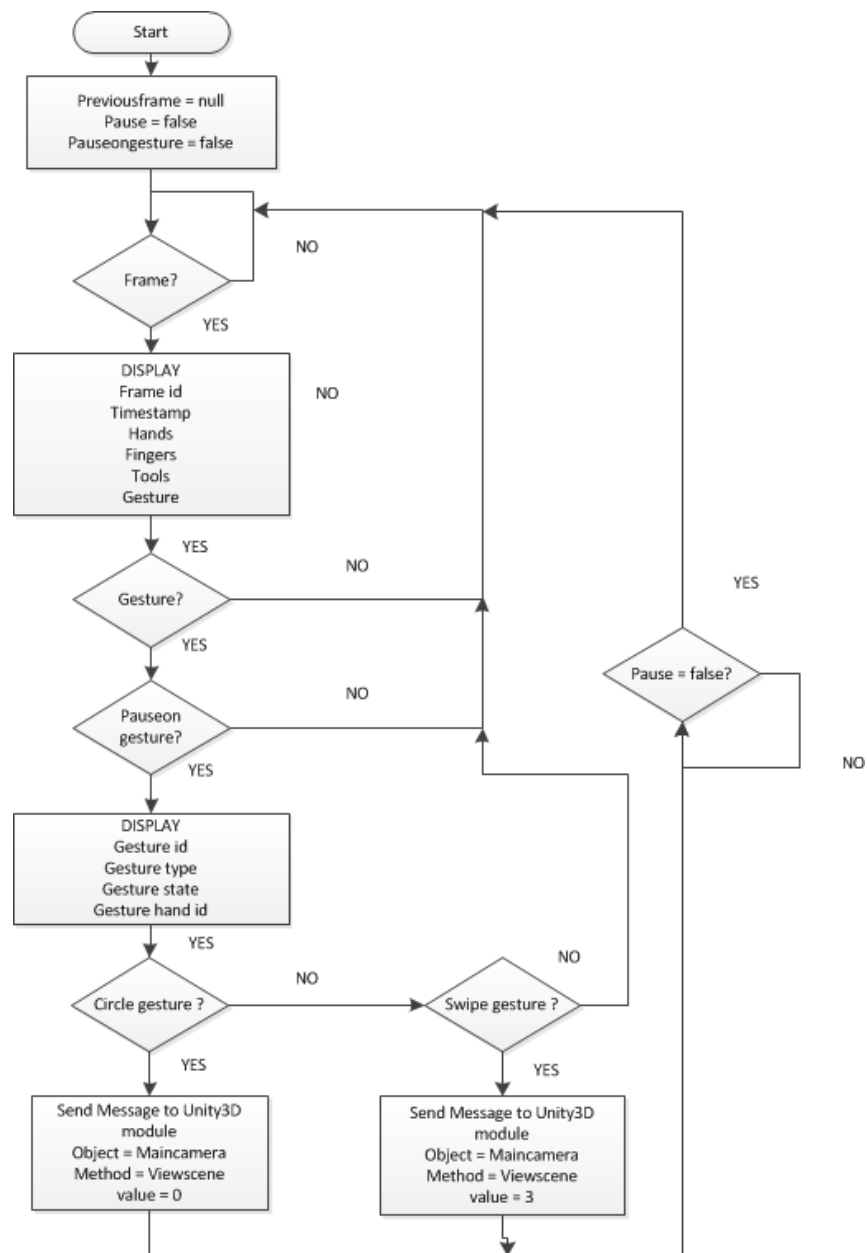 Start
Previousframe = null
Pause = false
Pauseongesture = false
NO
Frame?
YES
DISPLAY
Frame id
Timestamp
Hands
Fingers
Tools
Gesture
NO
YES
NO
Gesture?
YES
YES
Pause = false?
NO
Pauseon
gesture?
NO
YES
DISPLAY
Gesture id
Gesture type
Gesture state
Gesture hand id
YES
NO
NO
Circle gesture ?
Swipe gesture ?
YES
YES
Send Message to Unity3D
module
Object = Maincamera
Method = Viewscene
value = 0
Send Message to Unity3D
module
Object = Maincamera
Method = Viewscene
value = 3